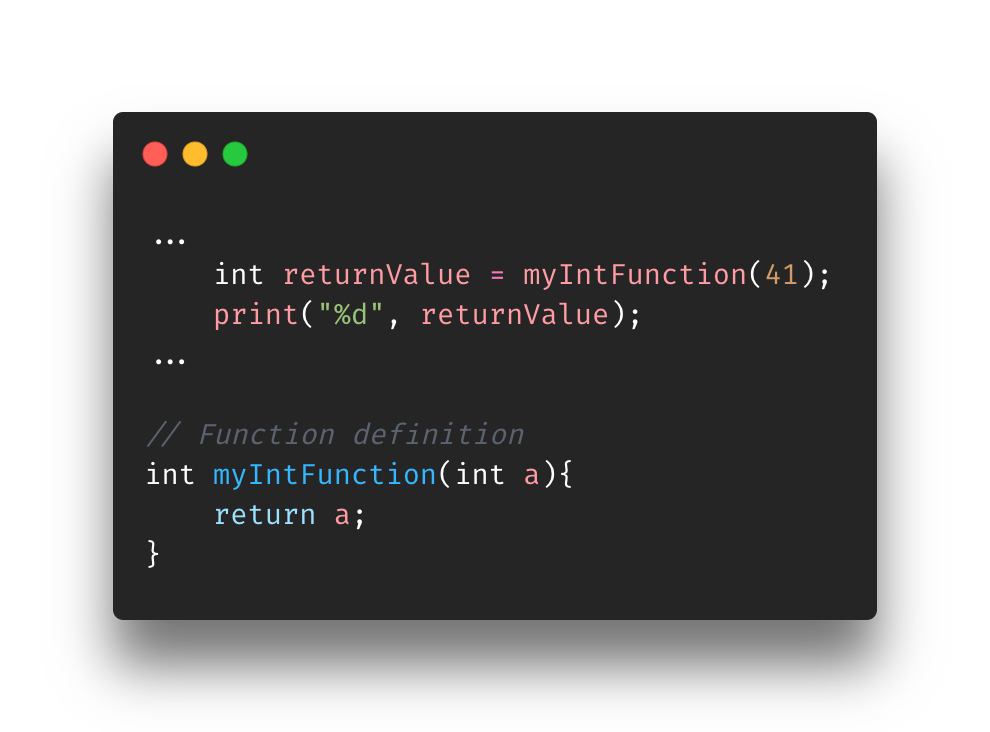 ...
int returnValue = myIntFunction(41);
print("%d", returnValue);
...
// Function definition
int myIntFunction(int a){
return a;
}